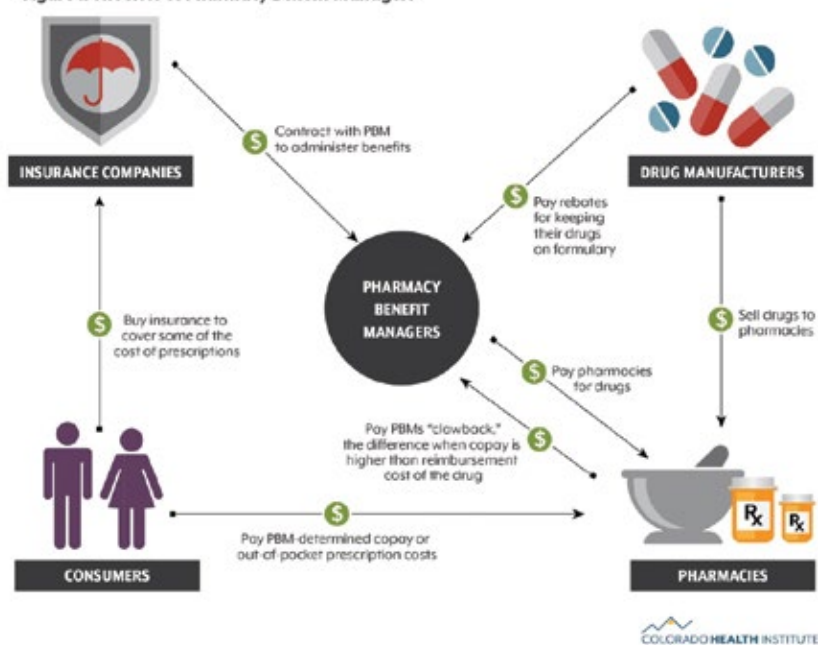 INSURANCE COMPANIES
DRUG MANUFACTURERS
Contract with PBM
to administer benefits
$
$
Pay rebates
for keeping
their drugs
on formulary
PHARMACY
BENEFIT
MANAGERS
$
Buy insurance to
cover some of the
cost of prescriptions
$
Sell drugs to
pharmacies
$
Pay pharmacies
for drugs
Pay PBMs "clawback,"
the difference when copay is
higher than reimbursement
cost of the drug
$
$
Pay PBM-determined copay or
out-of-pocket prescription costs
Rx
Rx
CONSUMERS
PHARMACIES
COLORADO HEALTH INSTITUTE